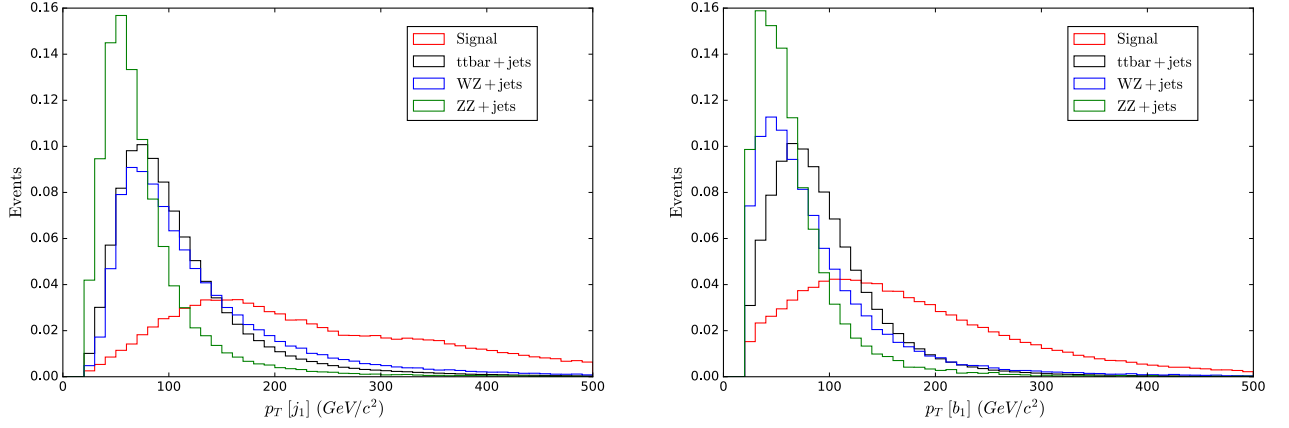 0.16
0.14
0.12
0.10
0.08
0.06
0.04
0.02
0.00
Events
0 100 200 300 400 500
p_T [j_1] (GeV/c^2)
Signal
ttbar + jets
WZ + jets
ZZ + jets
0.16
0.14
0.12
0.10
0.08
0.06
0.04
0.02
0.00
Events
0 100 200 300 400 500
p_T [b_1] (GeV/c^2)
Signal
ttbar + jets
WZ + jets
ZZ + jets